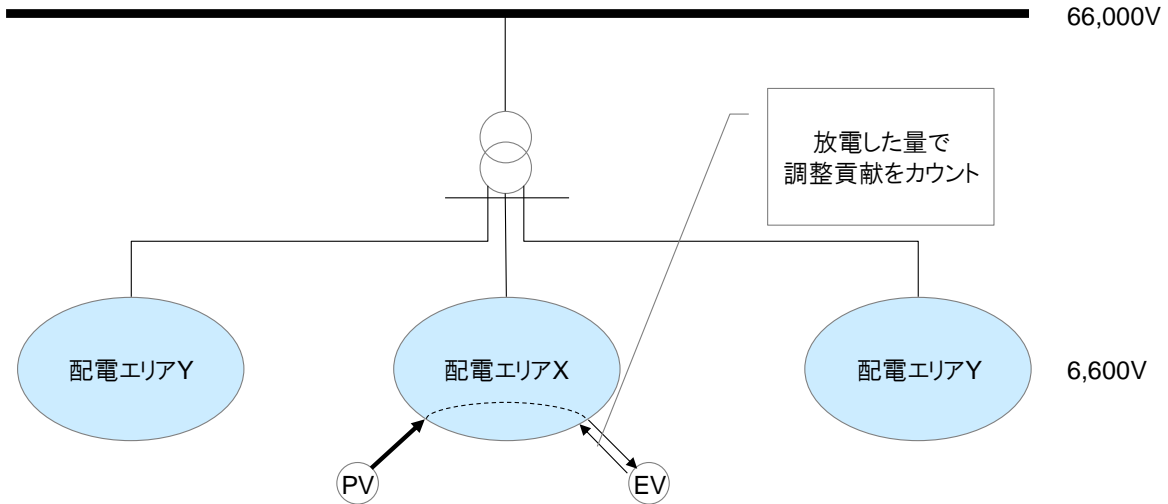 66,000V
放電した量で
調整貢献をカウント
配電エリアY
配電エリアX
配電エリアY
6,600V
PV
EV